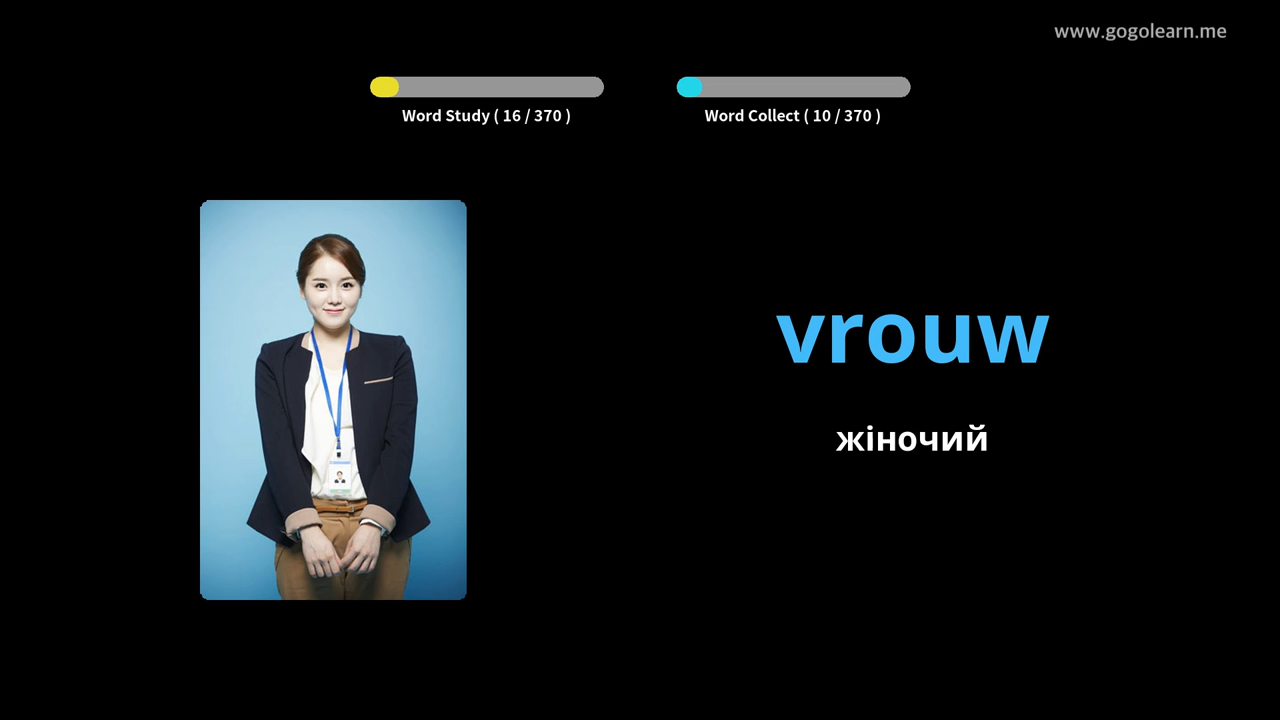 www.gogolearn.me
Word Study ( 16 / 370 )
Word Collect ( 10 / 370 )
vrouw
жіночий